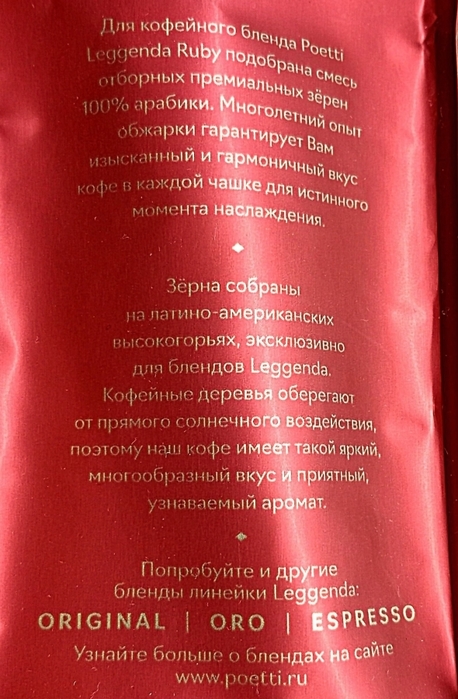 Для кофейного бленда Poetti
Leggenda Ruby подобрана смесь
отборных премиальных зёрен
100% арабики. Многолетний опыт
обжарки гарантирует Вам
изысканный и гармоничный вкус
кофе в каждой чашке для истинного
момента наслаждения.
Зёрна собраны
на латино-американских
высокогорьях, эксклюзивно
для блендов Leggenda.
Кофейные деревья оберегают
от прямого солнечного воздействия,
поэтому наш кофе имеет такой яркий,
многообразный вкус и приятный,
узнаваемый аромат.
Попробуйте и другие
бленды линейки Leggenda:
ORIGINAL | ORO | ESPRESSO
Узнайте больше о блендах на сайте
www.poetti.ru